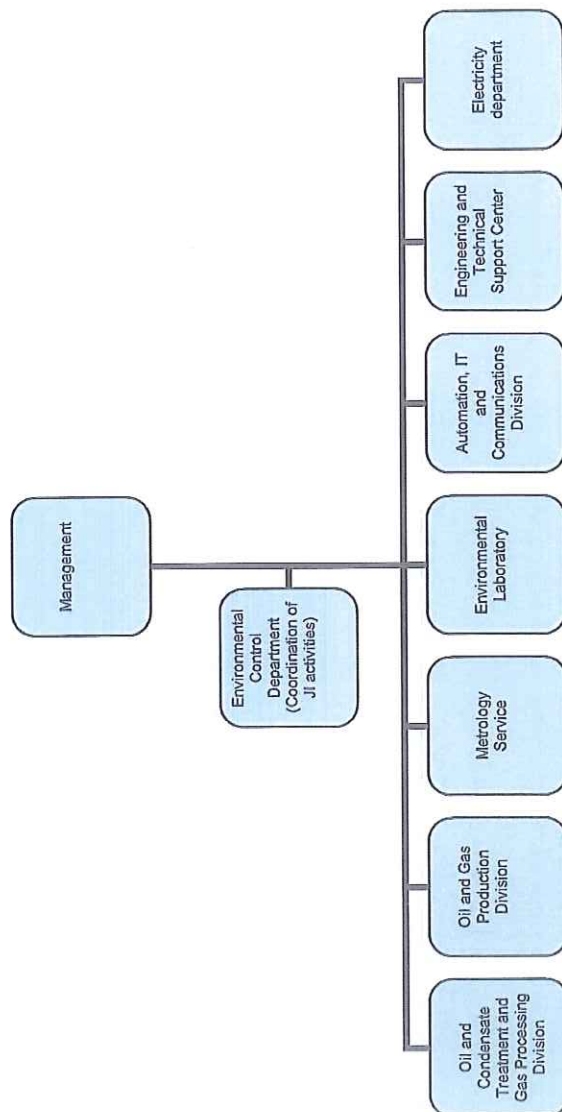 Management
Environmental
Control
Department
(Coordination of
JI activities)
Oil and
Condensate
Treatment and
Gas Processing
Division
Oil and Gas
Production
Division
Metrology
Service
Environmental
Laboratory
Automation, IT
and
Communications
Division
Engineering and
Technical
Support Center
Electricity
department